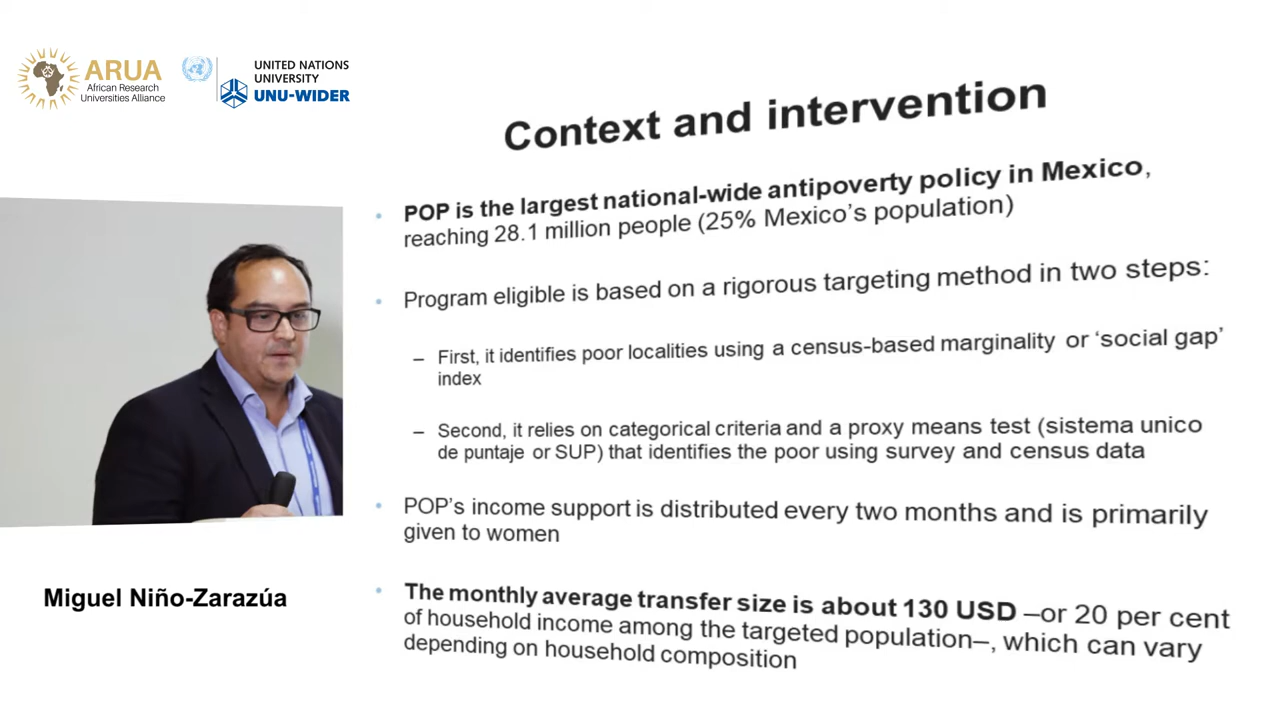 ARUA
African Research
Universities Alliance
UNITED NATIONS
UNIVERSITY
UNU-WIDER
Context and intervention
• POP is the largest national-wide antipoverty policy in Mexico,
reaching 28.1 million people (25% Mexico's population)
• Program eligible is based on a rigorous targeting method in two steps:
– First, it identifies poor localities using a census-based marginality or ‘social gap’
index
– Second, it relies on categorical criteria and a proxy means test (sistema unico
de puntaje or SUP) that identifies the poor using survey and census data
• POP's income support is distributed every two months and is primarily
given to women
• The monthly average transfer size is about 130 USD –or 20 per cent
of household income among the targeted population–, which can vary
depending on household composition
Miguel Niño-Zarazúa